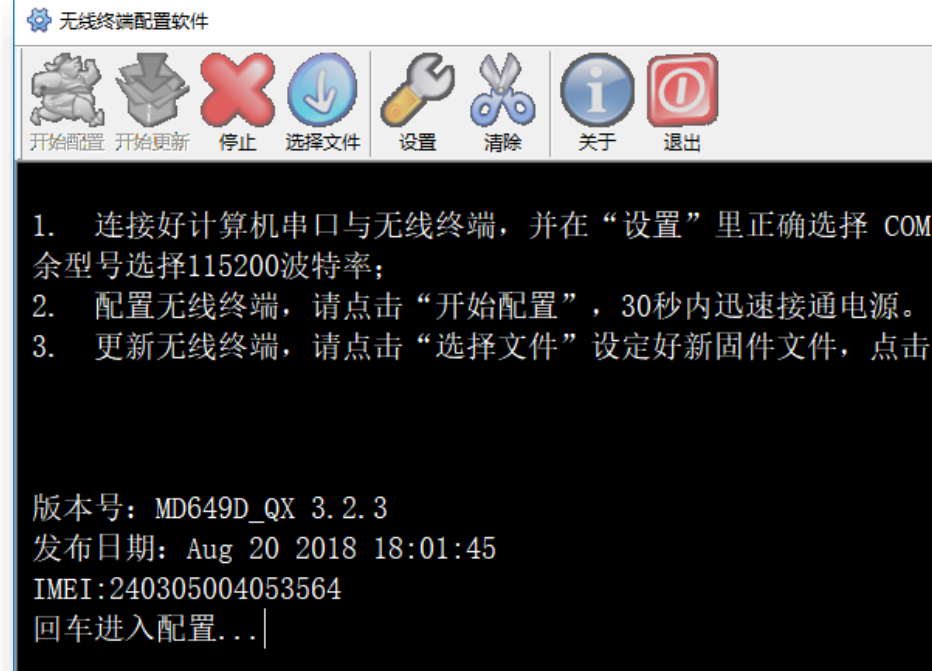 无线终端配置软件
开始配置 开始更新 停止 选择文件 设置 清除 关于 退出
1. 连接好计算机串口与无线终端，并在“设置”里正确选择 COM
余型号选择115200波特率；
2. 配置无线终端，请点击“开始配置”，30秒内迅速接通电源。
3. 更新无线终端，请点击“选择文件”设定好新固件文件，点击
版本号：MD649D_QX 3.2.3
发布日期：Aug 20 2018 18:01:45
IMEI:240305004053564
回车进入配置...